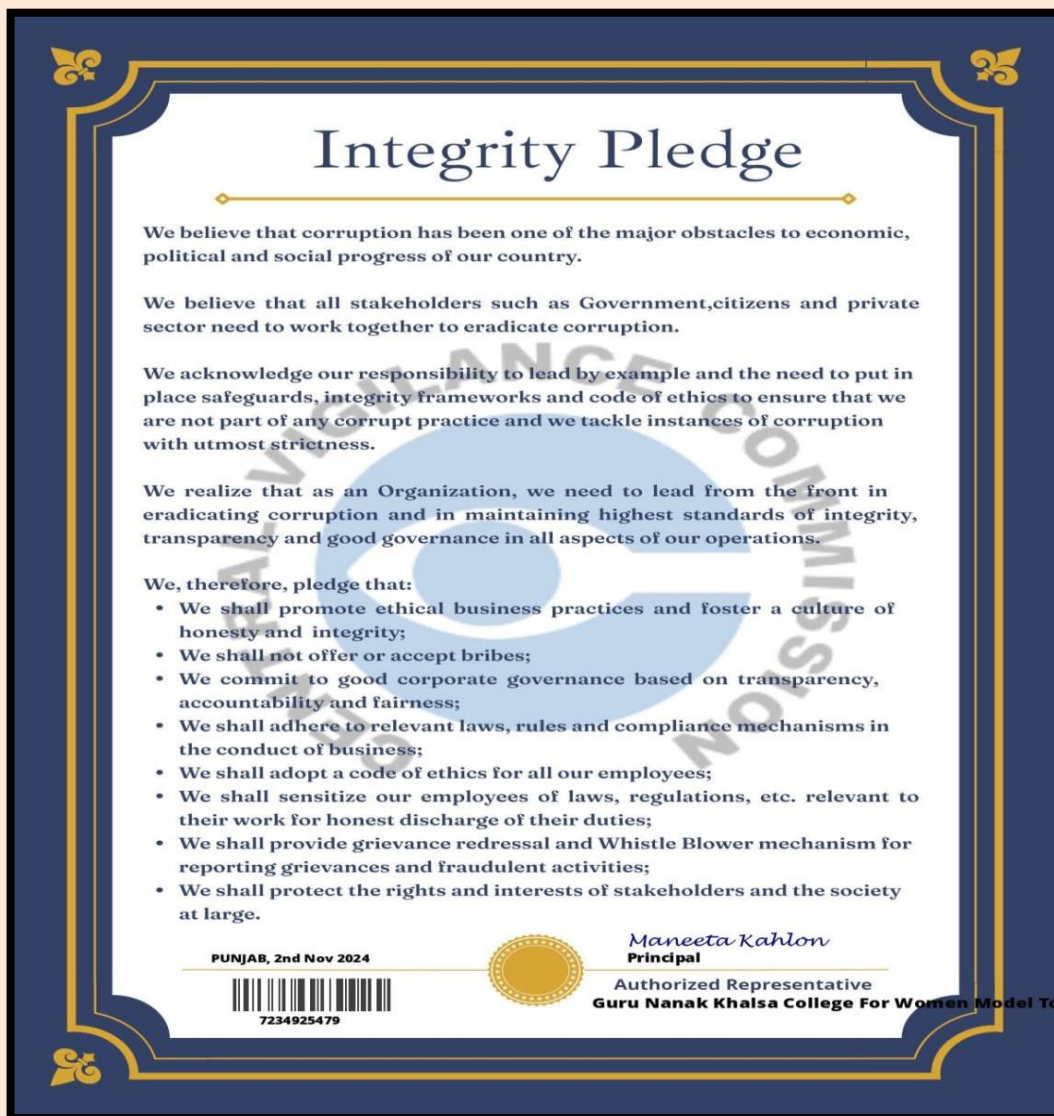 Integrity Pledge
We believe that corruption has been one of the major obstacles to economic,
political and social progress of our country.
We believe that all stakeholders such as Government,citizens and private
sector need to work together to eradicate corruption.
We acknowledge our responsibility to lead by example and the need to put in
place safeguards, integrity frameworks and code of ethics to ensure that we
are not part of any corrupt practice and we tackle instances of corruption
with utmost strictness.
We realize that as an Organization, we need to lead from the front in
eradicating corruption and in maintaining highest standards of integrity,
transparency and good governance in all aspects of our operations.
We, therefore, pledge that:
• We shall promote ethical business practices and foster a culture of
honesty and integrity;
• We shall not offer or accept bribes;
• We commit to good corporate governance based on transparency,
accountability and fairness;
• We shall adhere to relevant laws, rules and compliance mechanisms in
the conduct of business;
• We shall adopt a code of ethics for all our employees;
• We shall sensitize our employees of laws, regulations, etc. relevant to
their work for honest discharge of their duties;
• We shall provide grievance redressal and Whistle Blower mechanism for
reporting grievances and fraudulent activities;
• We shall protect the rights and interests of stakeholders and the society
at large.
CENTRAL VIGILANCE COMMISSION
Maneeta Kahlon
PUNJAB, 2nd Nov 2024
Principal
Authorized Representative
Guru Nanak Khalsa College For Women Model To
7234925479